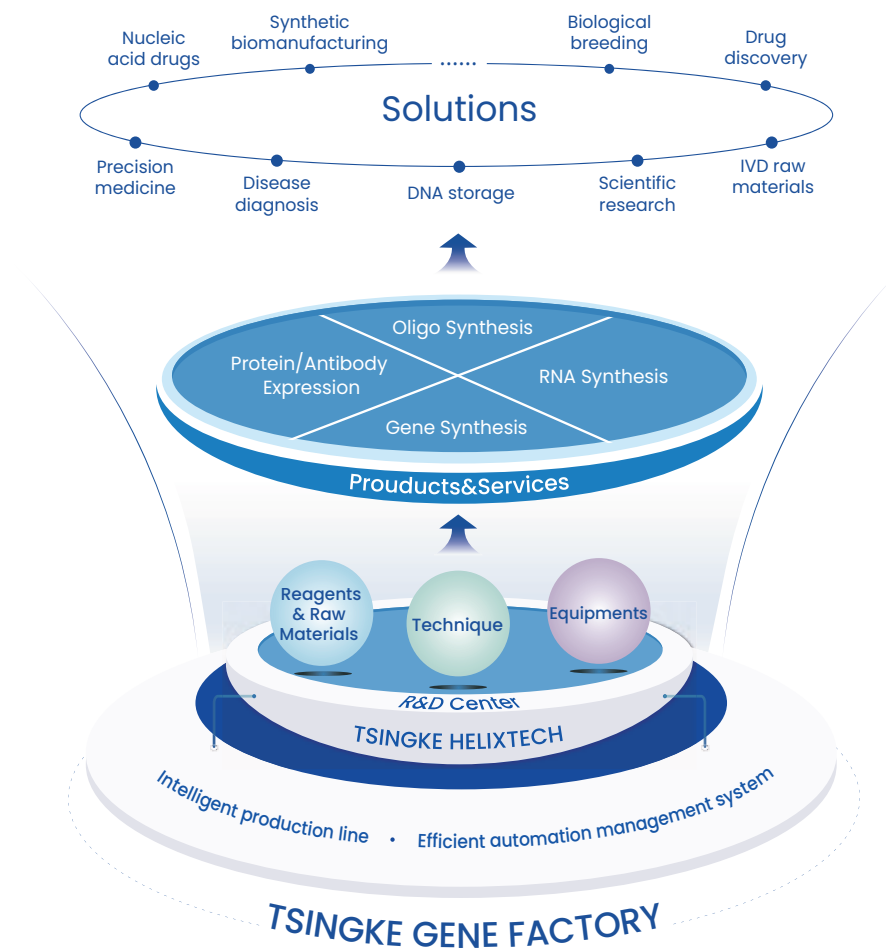 Nucleic
acid drugs
Synthetic
biomanufacturing
......
Biological
breeding
Drug
discovery
Solutions
Precision
medicine
Disease
diagnosis
DNA storage
Scientific
research
IVD raw
materials
Oligo Synthesis
Protein/Antibody
Expression
RNA Synthesis
Gene Synthesis
Prouducts&Services
Reagents
& Raw
Materials
Technique
Equipments
R&D Center
TSINGKE HELIXTECH
Intelligent production line • Efficient automation management system
TSINGKE GENE FACTORY